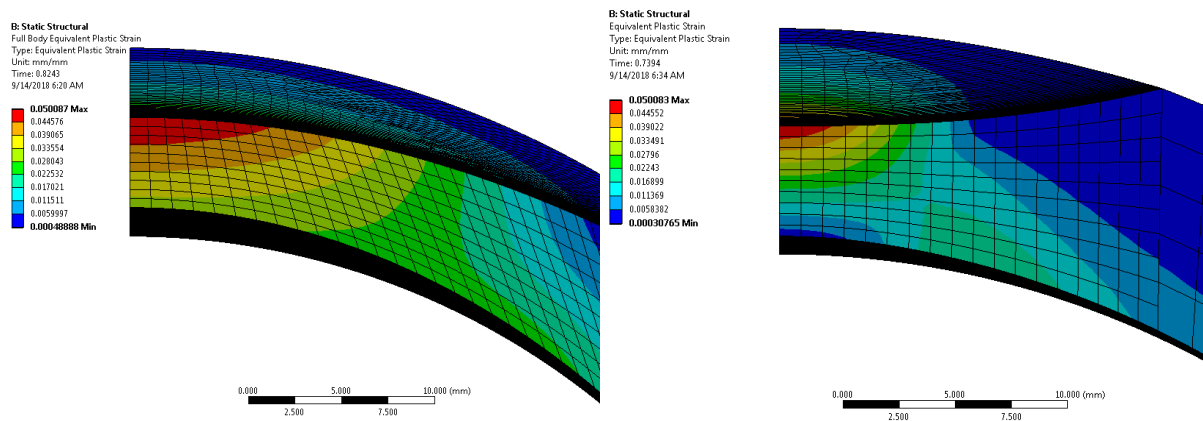 B: Static Structural
Full Body Equivalent Plastic Strain
Type: Equivalent Plastic Strain
Unit: mm/mm
Time: 0.8243
9/14/2018 6:20 AM
0.050087 Max
0.044576
0.039065
0.033554
0.028043
0.022532
0.017021
0.011511
0.0059997
0.00048888 Min
0.000 5.000 10.000 (mm)
2.500 7.500
B: Static Structural
Equivalent Plastic Strain
Type: Equivalent Plastic Strain
Unit: mm/mm
Time: 0.7394
9/14/2018 6:34 AM
0.050083 Max
0.044552
0.039022
0.033491
0.02796
0.02243
0.016899
0.011369
0.0058382
0.00030765 Min
0.000 5.000 10.000 (mm)
2.500 7.500